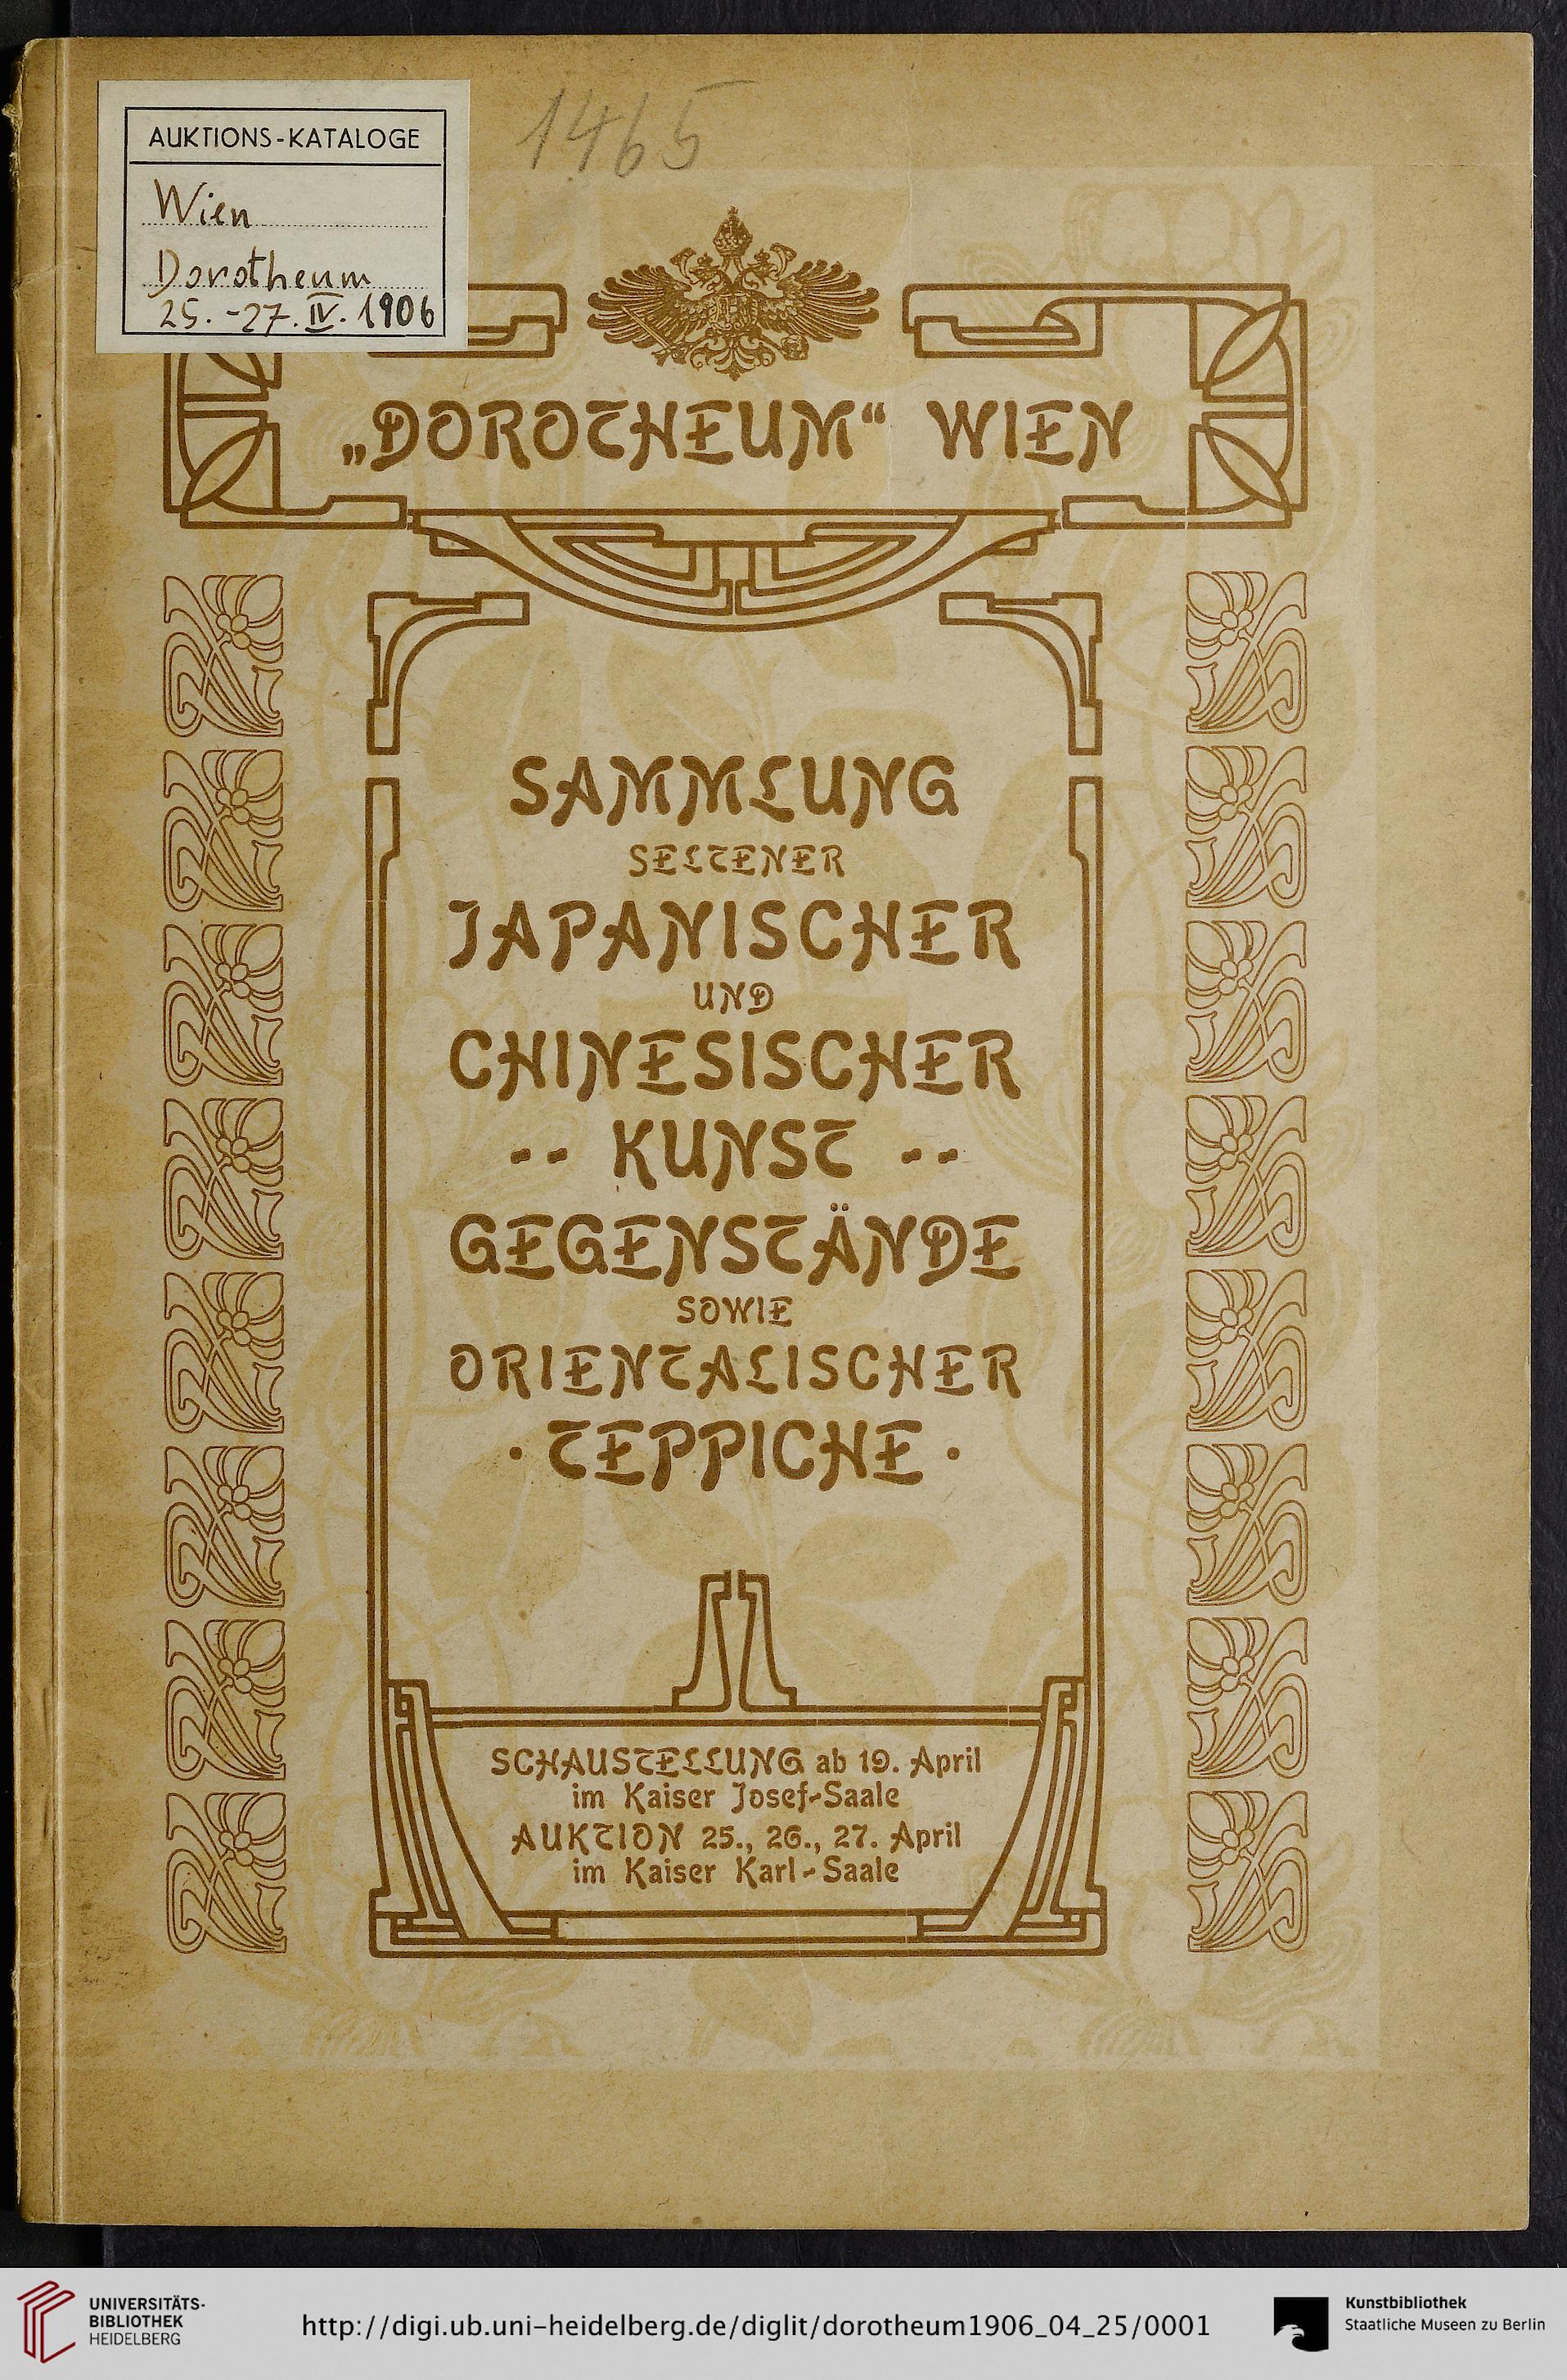 AUKTIONS-KATALOGE
Wien
Dorotheum
25.-27.IV.1906
1465
„DOROTHEUM“ WIEN
SAMMLUNG
SELTENER
JAPANISCHER
UND
CHINESISCHER
-- KUNST --
GEGENSTÄNDE
SOWIE
ORIENTALISCHER
· TEPPICHE ·
SCHAUSTELLUNG ab 19. April
im Kaiser Josef-Saale
AUKTION 25., 26., 27. April
im Kaiser Karl-Saale
UNIVERSITÄTS-
BIBLIOTHEK
HEIDELBERG
http://digi.ub.uni-heidelberg.de/diglit/dorotheum1906_04_25/0001
Kunstbibliothek
Staatliche Museen zu Berlin